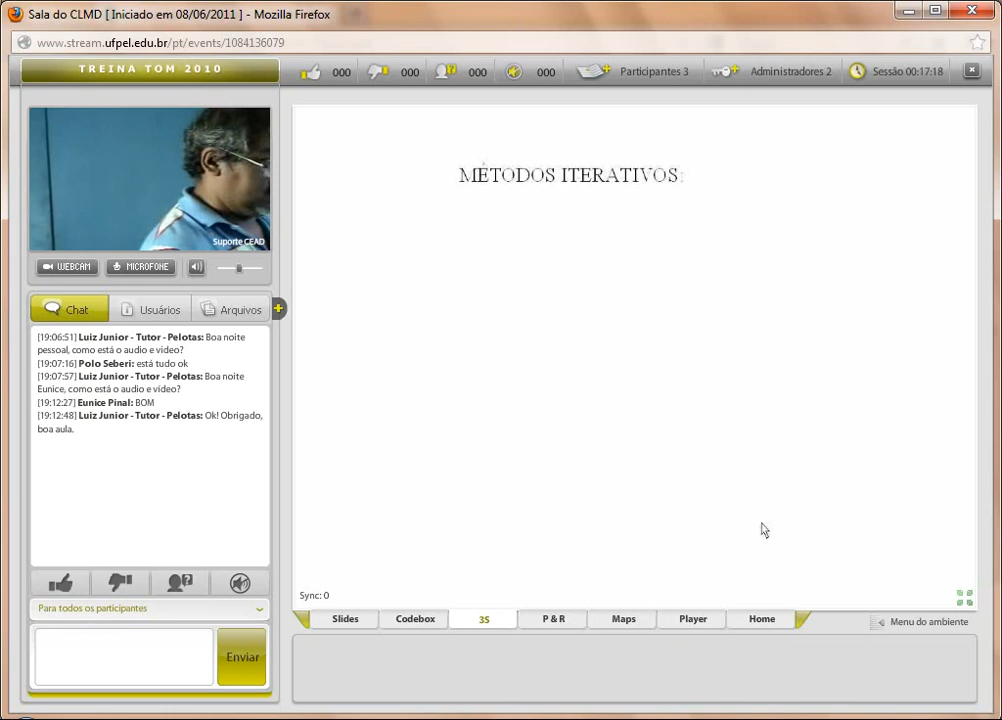 Sala do CLMD [ Iniciado em 08/06/2011 ] - Mozilla Firefox
www.stream.ufpel.edu.br/pt/events/1084136079
TREINA TOM 2010
000 000 000 000 Participantes 3 Administradores 2 Sessão 00:17:18
MÉTODOS ITERATIVOS:
Suporte CEAD
WEBCAM MICROFONE
Chat Usuários Arquivos
[19:06:51] Luiz Junior - Tutor - Pelotas: Boa noite
pessoal, como está o audio e video?
[19:07:16] Polo Seberi: está tudo ok
[19:07:57] Luiz Junior - Tutor - Pelotas: Boa noite
Eunice, como está o audio e vídeo?
[19:12:27] Eunice Pinal: BOM
[19:12:48] Luiz Junior - Tutor - Pelotas: Ok! Obrigado,
boa aula.
Para todos os participantes
Enviar
Sync: 0
Slides Codebox 3S P & R Maps Player Home Menu do ambiente